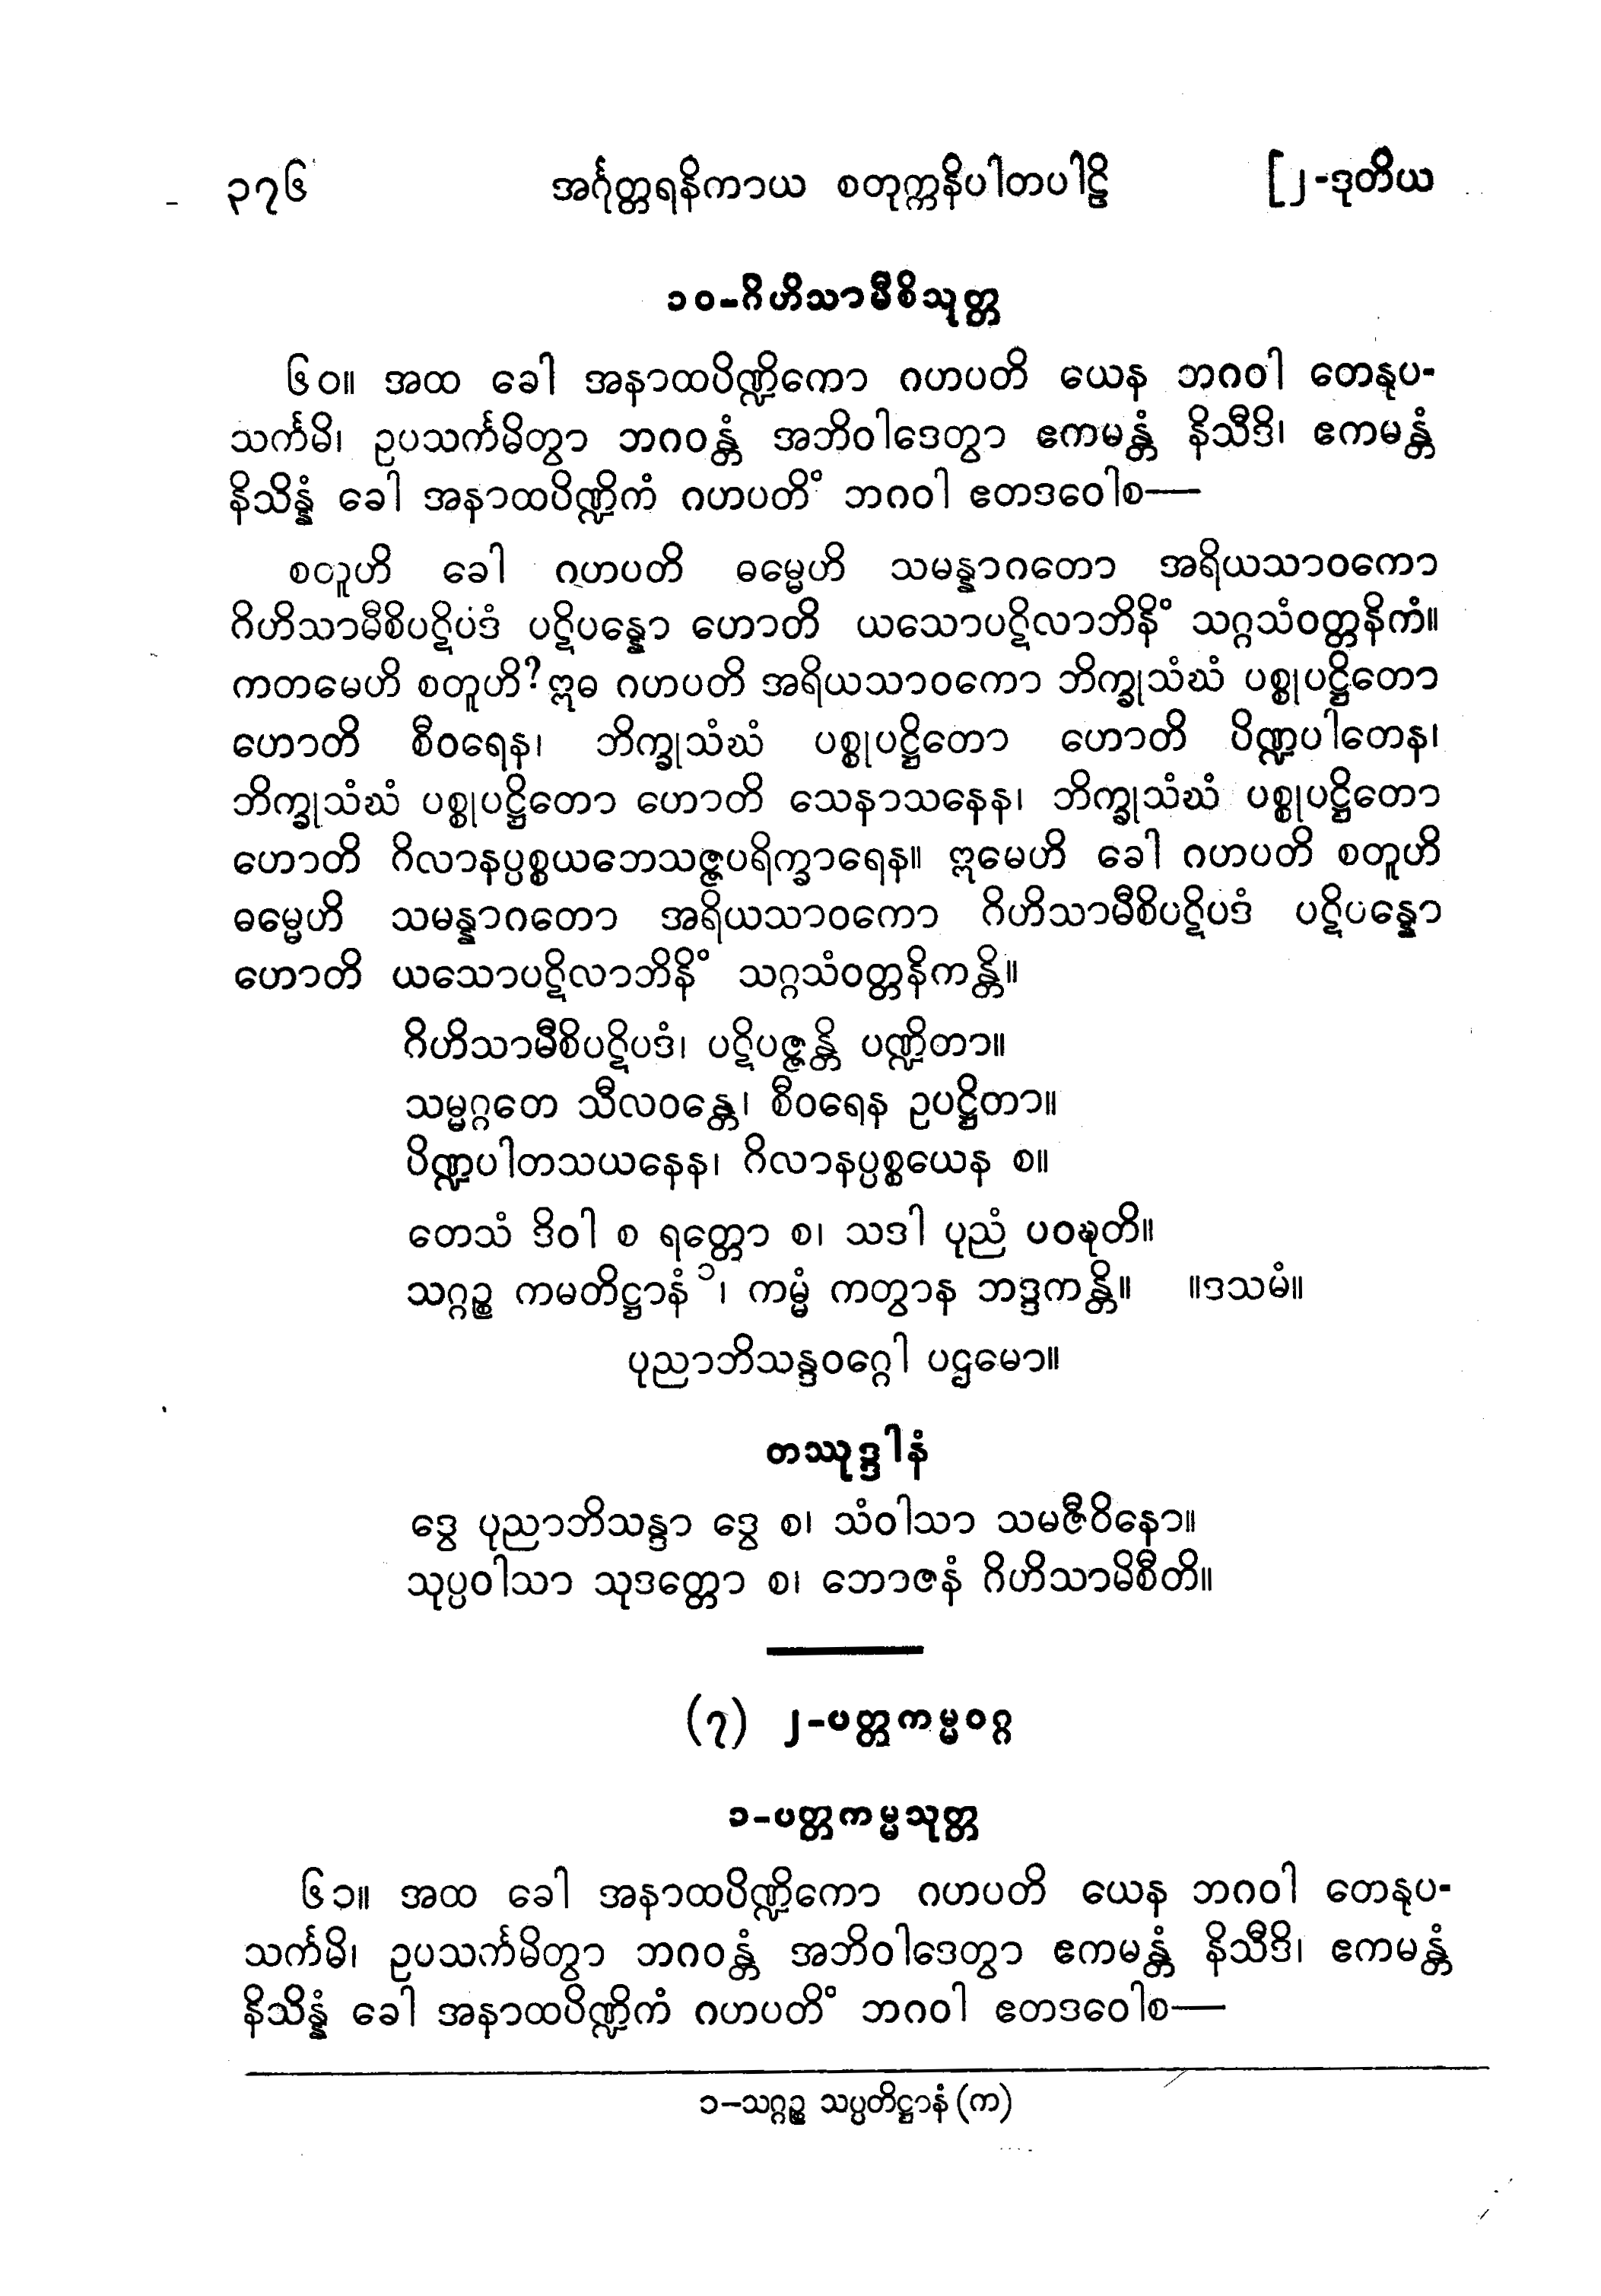 ၃၇၆ အင်္ဂုတ္တရနိကာယ စတုက္ကနိပါတပါဠိ [၂-ဒုတိယ
၁၀-ဂိဟိသာမီစိသုတ္တ
၆၀။ အထ ခေါ အနာထပိဏ္ဍိကော ဂဟပတိ ယေန ဘဂဝါ တေနုပ-
သင်္ကမိ၊ ဥပသင်္ကမိတွာ ဘဂဝန္တံ အဘိဝါဒေတွာ ဧကမန္တံ နိသီဒိ၊ ဧကမန္တံ
နိသိန္နံ ခေါ အနာထပိဏ္ဍိကံ ဂဟပတိံ ဘဂဝါ ဧတဒဝေါစ—
စတူဟိ ခေါ ဂဟပတိ ဓမ္မေဟိ သမန္နာဂတော အရိယသာဝကော
ဂိဟိသာမီစိပဋိပဒံ ပဋိပန္နော ဟောတိ ယသောပဋိလာဘိနိံ သဂ္ဂသံဝတ္တနိကံ။
ကတမေဟိ စတူဟိ? ဣဓ ဂဟပတိ အရိယသာဝကော ဘိက္ခုသံဃံ ပစ္စုပဋ္ဌိတော
ဟောတိ စီဝရေန၊ ဘိက္ခုသံဃံ ပစ္စုပဋ္ဌိတော ဟောတိ ပိဏ္ဍပါတေန၊
ဘိက္ခုသံဃံ ပစ္စုပဋ္ဌိတော ဟောတိ သေနာသနေန၊ ဘိက္ခုသံဃံ ပစ္စုပဋ္ဌိတော
ဟောတိ ဂိလာနပ္ပစ္စယဘေသဇ္ဇပရိက္ခာရေန။ ဣမေဟိ ခေါ ဂဟပတိ စတူဟိ
ဓမ္မေဟိ သမန္နာဂတော အရိယသာဝကော ဂိဟိသာမီစိပဋိပဒံ ပဋိပန္နော
ဟောတိ ယသောပဋိလာဘိနိံ သဂ္ဂသံဝတ္တနိကန္တိ။
ဂိဟိသာမီစိပဋိပဒံ၊ ပဋိပဇ္ဇန္တိ ပဏ္ဍိတာ။
သမ္မဂ္ဂတေ သီလဝန္တေ၊ စီဝရေန ဥပဋ္ဌိတာ။
ပိဏ္ဍပါတသယနေန၊ ဂိလာနပ္ပစ္စယေန စ။
တေသံ ဒိဝါ စ ရတ္တော စ၊ သဒါ ပုညံ ပဝဍ္ဎတိ။
သဂ္ဂဉ္စ ကမတိဋ္ဌာနံ၁၊ ကမ္မံ ကတွာန ဘဒ္ဒကန္တိ။ ။ဒသမံ။
ပုညာဘိသန္ဒဝဂ္ဂေါ ပဌမော။
တဿုဒ္ဒါနံ
ဒွေ ပုညာဘိသန္ဒာ ဒွေ စ၊ သံဝါသာ သမဇီဝိနော။
သုပ္ပဝါသာ သုဒတ္တော စ၊ ဘောဇနံ ဂိဟိသာမိစီတိ။
(၇) ၂-ပတ္တကမ္မဝဂ္ဂ
၁-ပတ္တကမ္မသုတ္တ
၆၁။ အထ ခေါ အနာထပိဏ္ဍိကော ဂဟပတိ ယေန ဘဂဝါ တေနုပ-
သင်္ကမိ၊ ဥပသင်္ကမိတွာ ဘဂဝန္တံ အဘိဝါဒေတွာ ဧကမန္တံ နိသီဒိ၊ ဧကမန္တံ
နိသိန္နံ ခေါ အနာထပိဏ္ဍိကံ ဂဟပတိံ ဘဂဝါ ဧတဒဝေါစ—
၁-သဂ္ဂဉ္စ သပ္ပတိဋ္ဌာနံ (က)